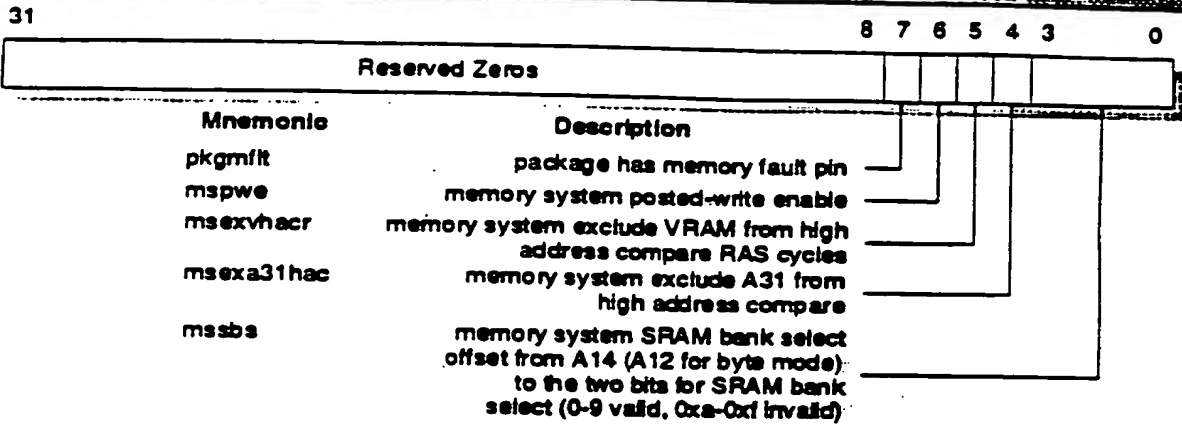 31 8 7 6 5 4 3 0
Reserved Zeros
Mnemonic Description
pkgmflt package has memory fault pin
mspwe memory system posted-write enable
msexvhacr memory system exclude VRAM from high
address compare RAS cycles
msexa31hac memory system exclude A31 from
high address compare
mssbs memory system SRAM bank select
offset from A14 (A12 for byte mode)
to the two bits for SRAM bank
select (0-9 valid, 0xa-0xf invalid)